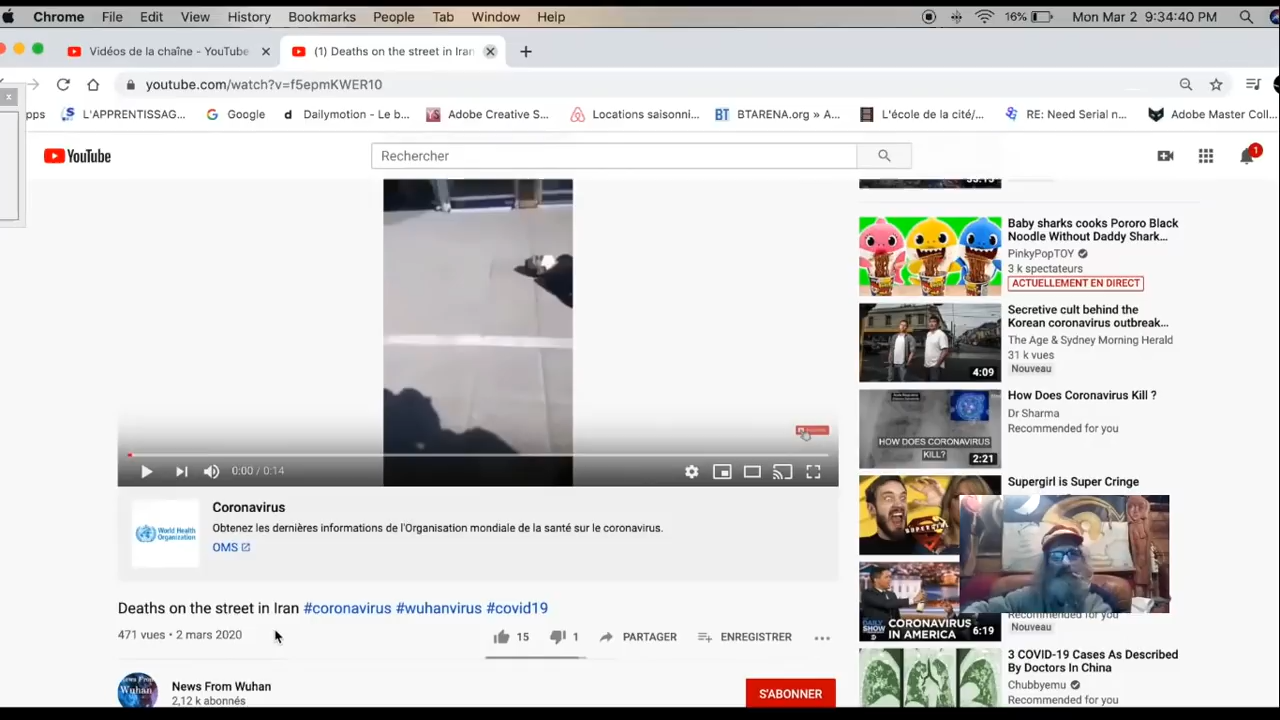 Chrome File Edit View History Bookmarks People Tab Window Help 16% Mon Mar 2 9:34:40 PM
Vidéos de la chaîne - YouTube (1) Deaths on the street in Iran
youtube.com/watch?v=f5epmKWER10
pps L'APPRENTISSAG... Google Dailymotion - Le b... Adobe Creative S... Locations saisonni... BTARENA.org » A... L'école de la cité/... RE: Need Serial n... Adobe Master Coll...
YouTube
Rechercher
1
0:00 / 0:14
Coronavirus
World Health Organization
Obtenez les dernières informations de l'Organisation mondiale de la santé sur le coronavirus.
OMS
Deaths on the street in Iran #coronavirus #wuhanvirus #covid19
471 vues • 2 mars 2020
15 1 PARTAGER ENREGISTRER
News From Wuhan
2,12 k abonnés
S'ABONNER
Baby sharks cooks Pororo Black
Noodle Without Daddy Shark...
PinkyPopTOY
3 k spectateurs
ACTUELLEMENT EN DIRECT
Secretive cult behind the
Korean coronavirus outbreak...
The Age & Sydney Morning Herald
31 k vues
Nouveau
4:09
How Does Coronavirus Kill ?
Dr Sharma
Recommended for you
HOW DOES CORONAVIRUS
KILL?
2:21
Supergirl is Super Cringe
SUPERGIRL
Recommended for you
Nouveau
DAILY SHOW
CORONAVIRUS
IN AMERICA
6:19
3 COVID-19 Cases As Described
By Doctors In China
Chubbyemu
Recommended for you